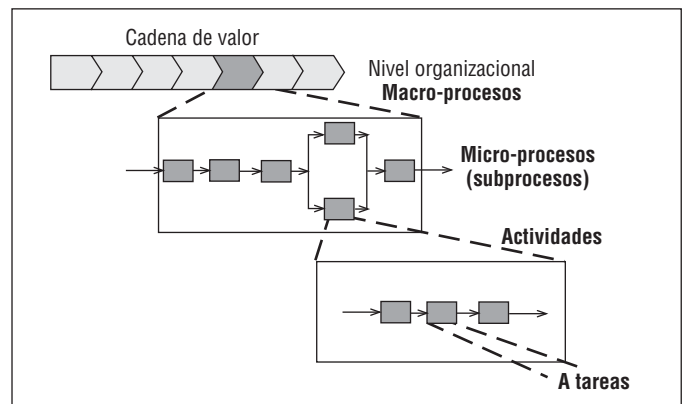 Cadena de valor
Nivel organizacional
Macro-procesos
Micro-procesos
(subprocesos)
Actividades
A tareas